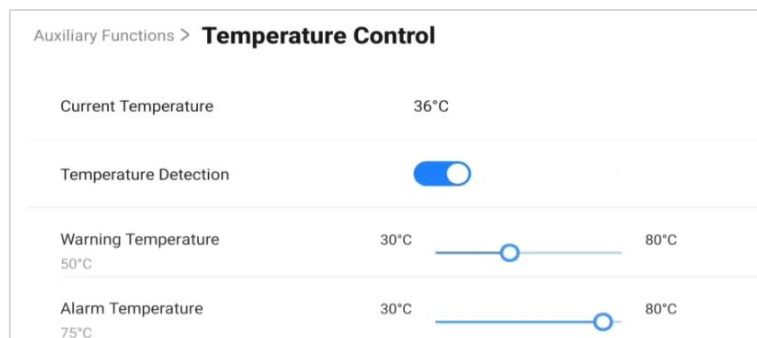 Auxiliary Functions > Temperature Control
Current Temperature 36°C
Temperature Detection
Warning Temperature 30°C 80°C
50°C
Alarm Temperature 30°C 80°C
75°C